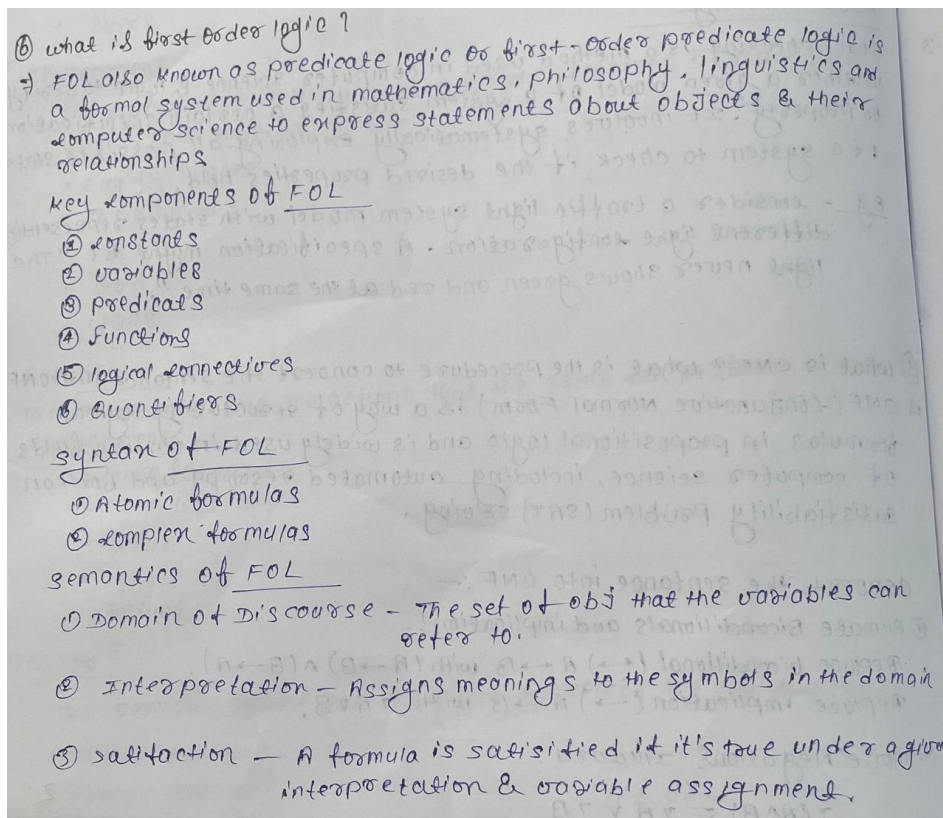 ⑥ what is first order logic ?
→ FOL also known as predicate logic or first-order predicate logic is
a formal system used in mathematics, philosophy, linguistics and
computer science to express statements about objects & their
relationships
Key components of FOL
① constants
② variables
③ predicats
④ functions
⑤ logical connectives
⑥ Quantifiers
syntax of FOL
① Atomic formulas
② complex formulas
semantics of FOL
① Domain of Discourse - The set of obj that the variables can
refer to.
② Interpretation - Assigns meanings to the symbols in the domain
③ satifaction - A formula is satisified if it's true under a given
interpretation & variable assignment.